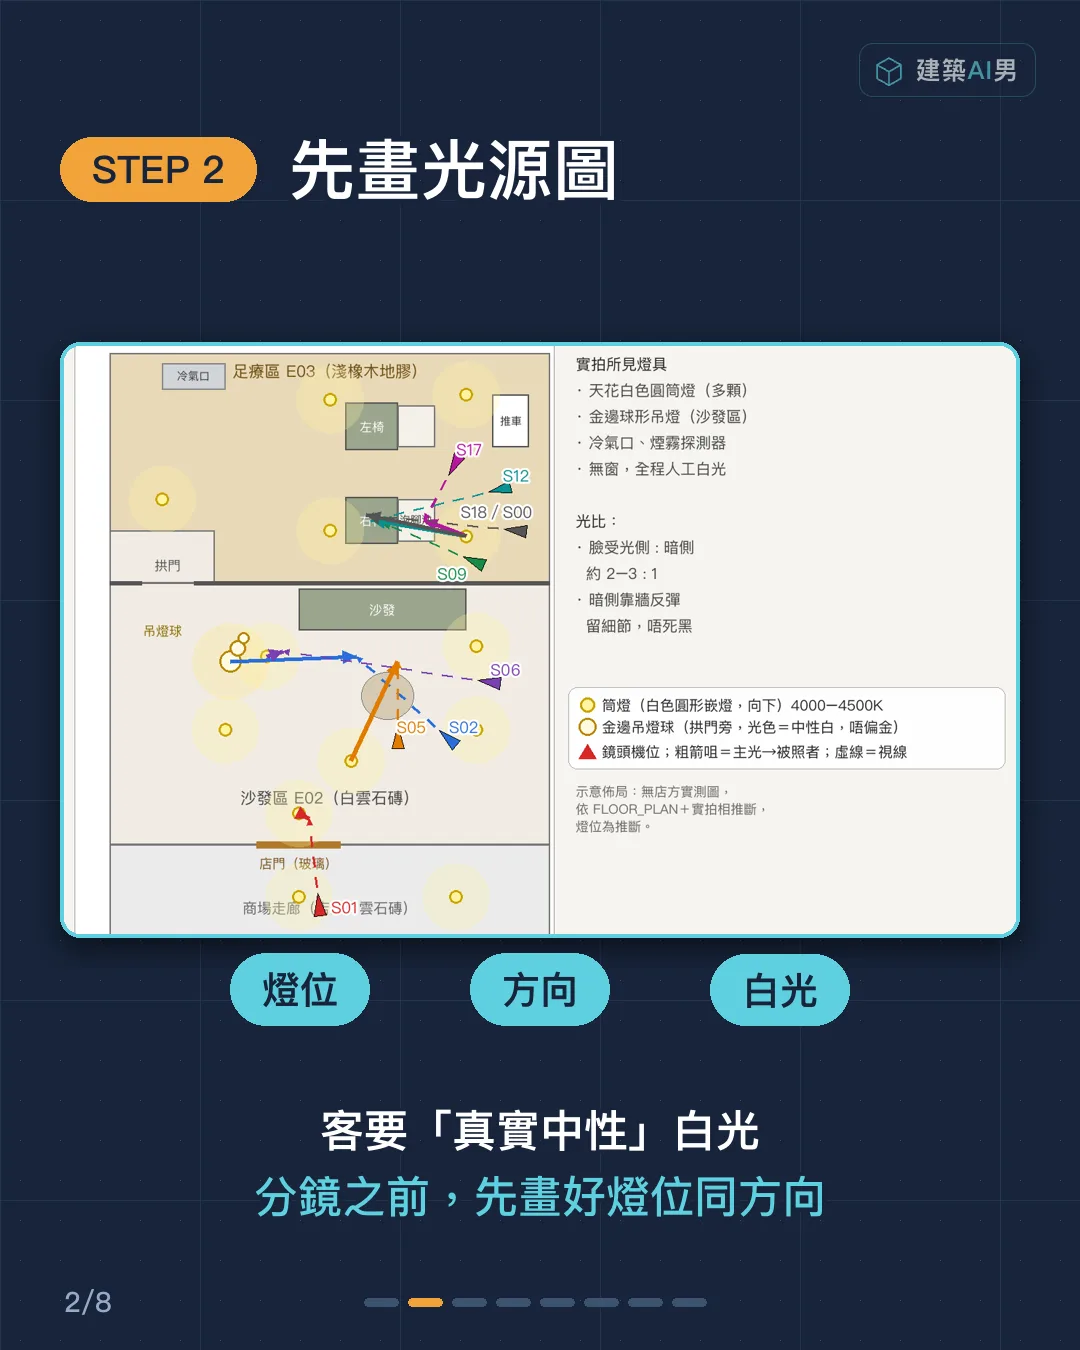 建築AI男
STEP 2
先畫光源圖
冷氣口
足療區 E03（淺橡木地膠）
左椅
推車
S17
S12
S18 / S00
S09
拱門
沙發
吊燈球
S06
S05
S02
沙發區 E02（白雲石磚）
店門（玻璃）
商場走廊
S01
雲石磚）
實拍所見燈具
· 天花白色圓筒燈（多顆）
· 金邊球形吊燈（沙發區）
· 冷氣口、煙霧探測器
· 無窗，全程人工白光
光比：
· 臉受光側：暗側
約 2—3 : 1
· 暗側靠牆反彈
留細節，唔死黑
筒燈（白色圓形嵌燈，向下）4000—4500K
金邊吊燈球（拱門旁，光色＝中性白，唔偏金）
鏡頭機位；粗箭咀＝主光→被照者；虛線＝視線
示意佈局：無店方實測圖，
依 FLOOR_PLAN＋實拍相推斷，
燈位為推斷。
燈位
方向
白光
客要「真實中性」白光
分鏡之前，先畫好燈位同方向
2/8